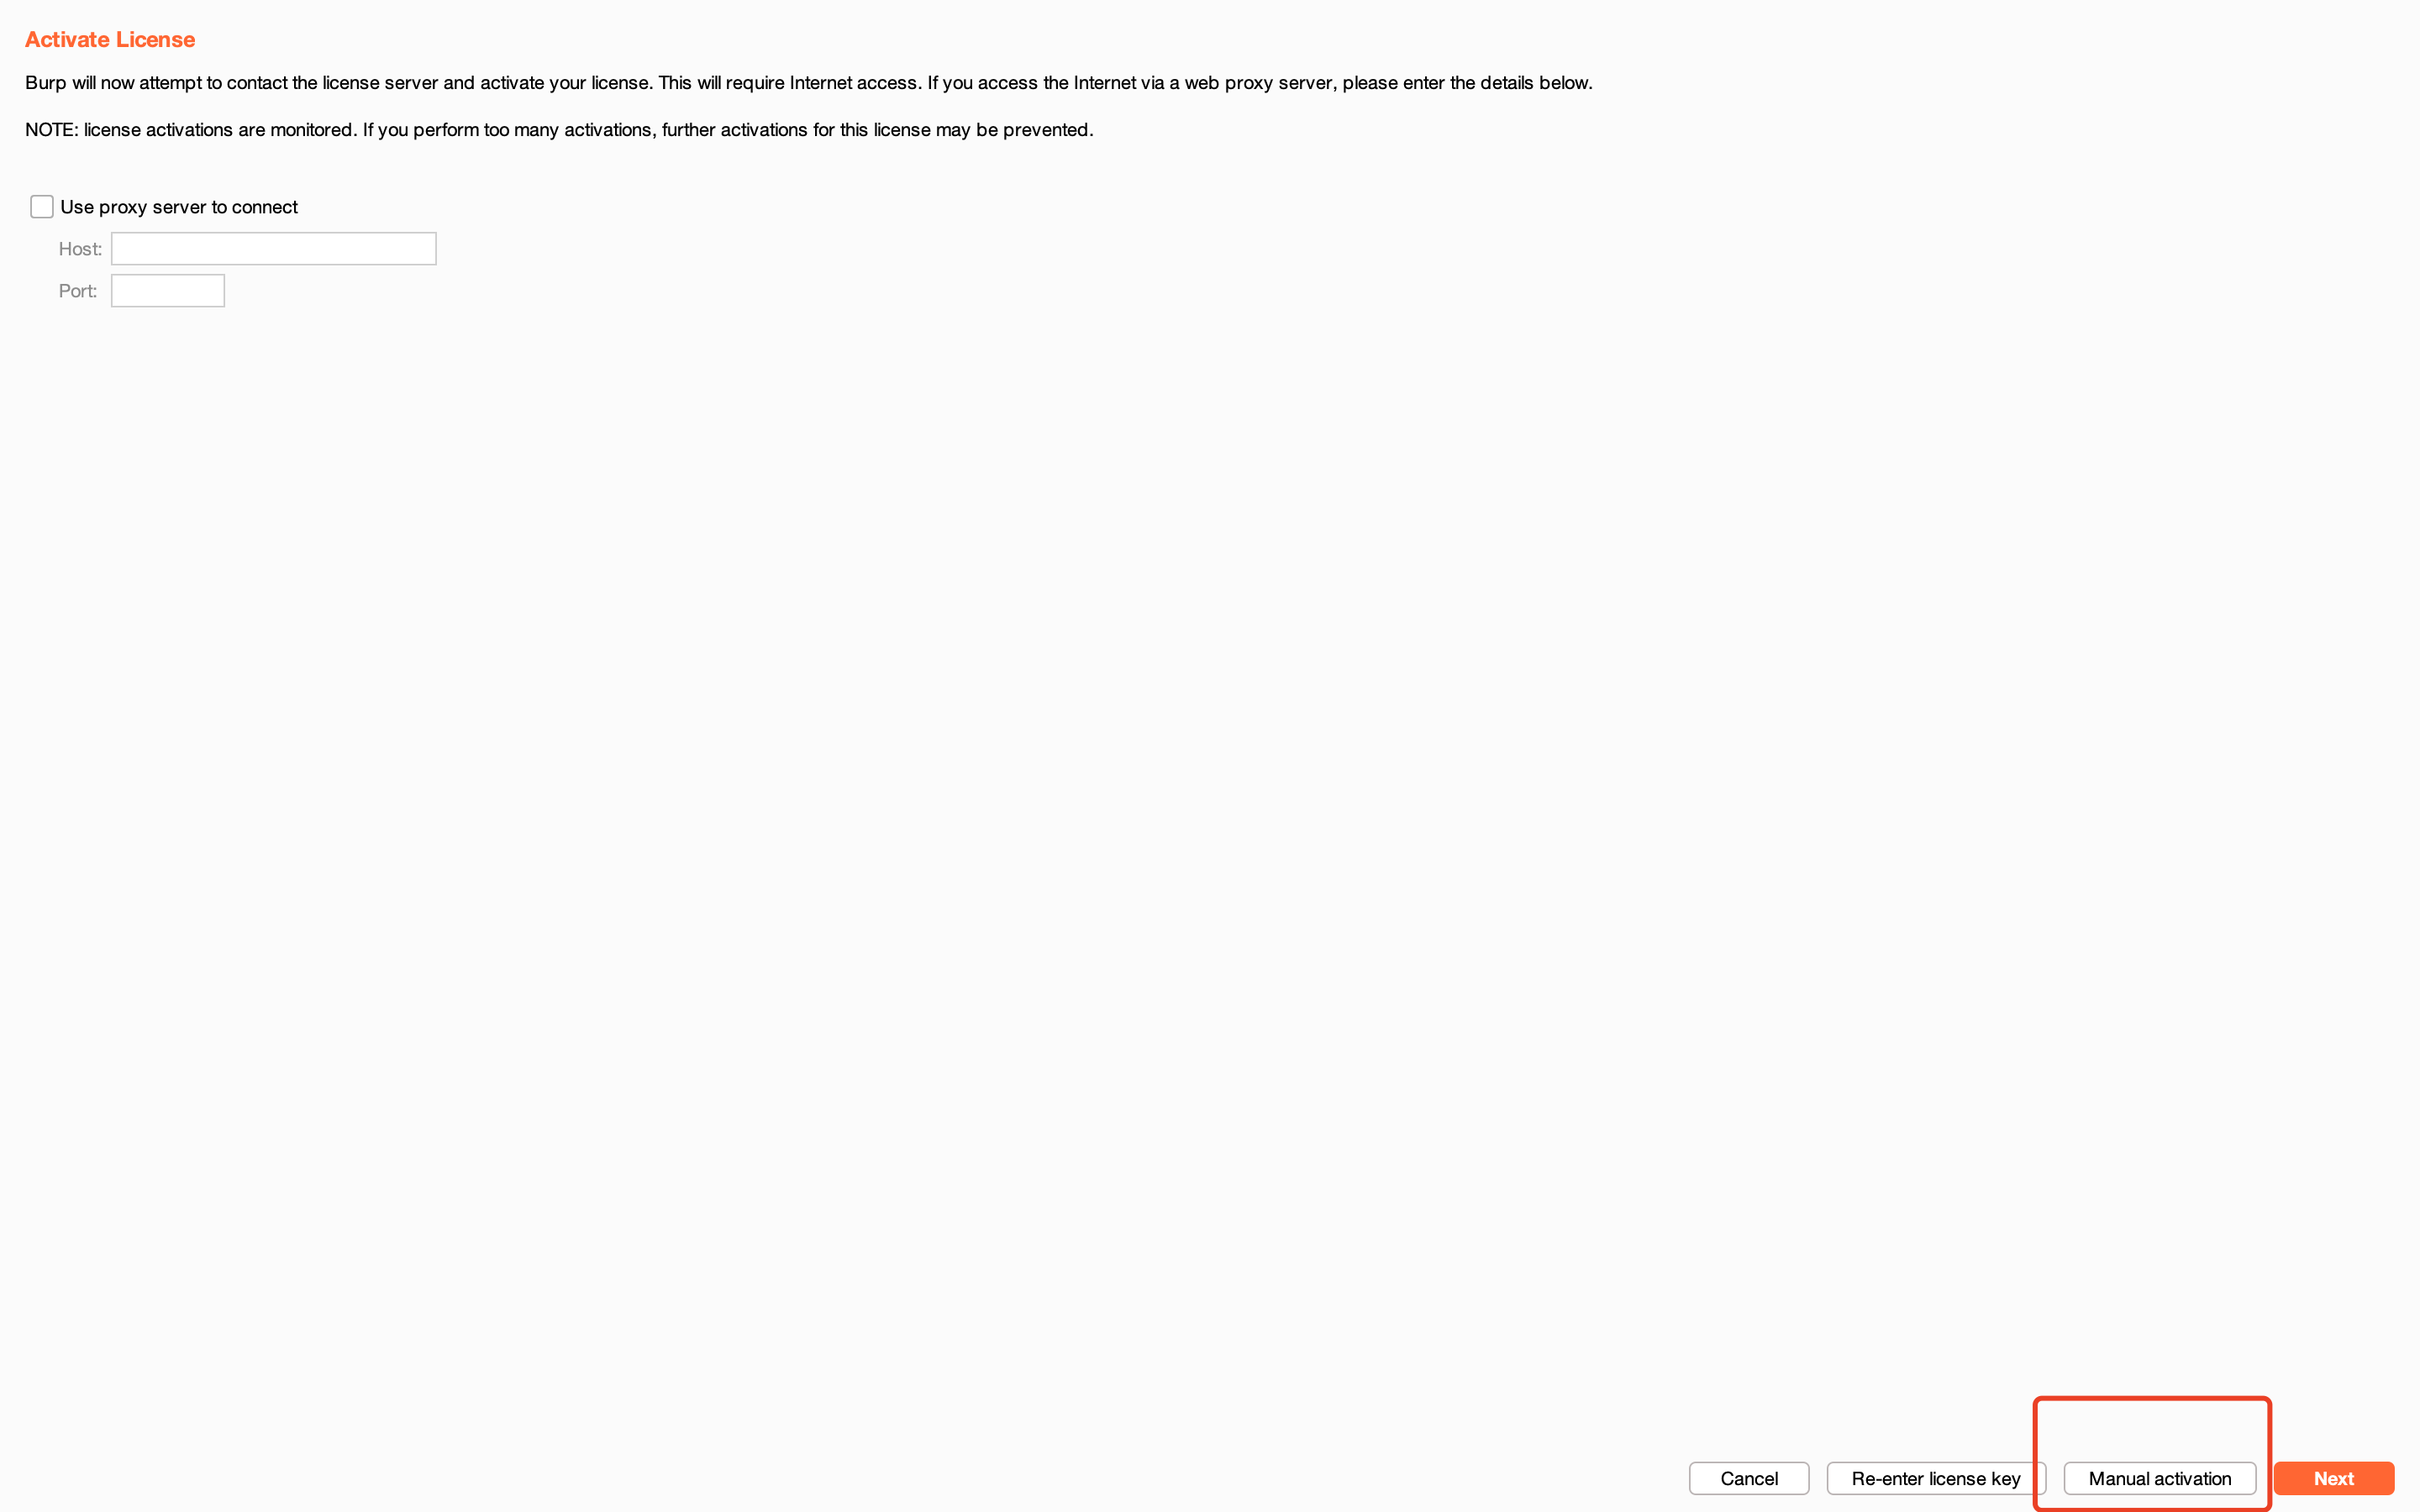 Activate License
Burp will now attempt to contact the license server and activate your license. This will require Internet access. If you access the Internet via a web proxy server, please enter the details below.
NOTE: license activations are monitored. If you perform too many activations, further activations for this license may be prevented.
Use proxy server to connect
Host:
Port:
Cancel Re-enter license key Manual activation Next